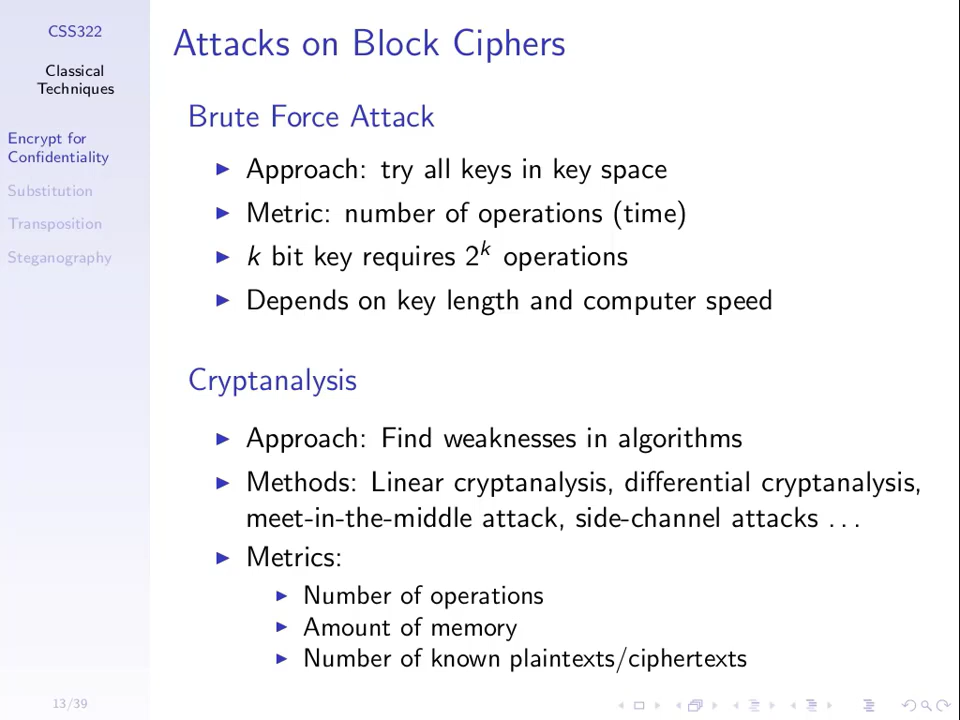 CSS322
Classical
Techniques
Encrypt for
Confidentiality
Substitution
Transposition
Steganography
13/39
Attacks on Block Ciphers
Brute Force Attack
Approach: try all keys in key space
Metric: number of operations (time)
k bit key requires 2^k operations
Depends on key length and computer speed
Cryptanalysis
Approach: Find weaknesses in algorithms
Methods: Linear cryptanalysis, differential cryptanalysis,
meet-in-the-middle attack, side-channel attacks . . .
Metrics:
Number of operations
Amount of memory
Number of known plaintexts/ciphertexts